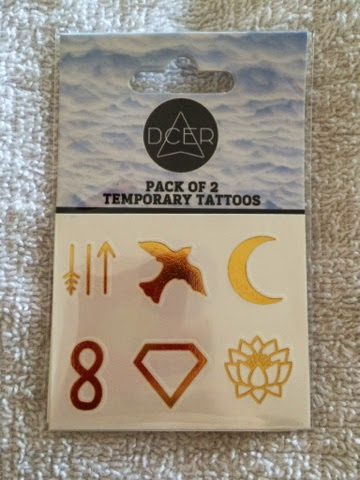 DCER
PACK OF 2
TEMPORARY TATTOOS